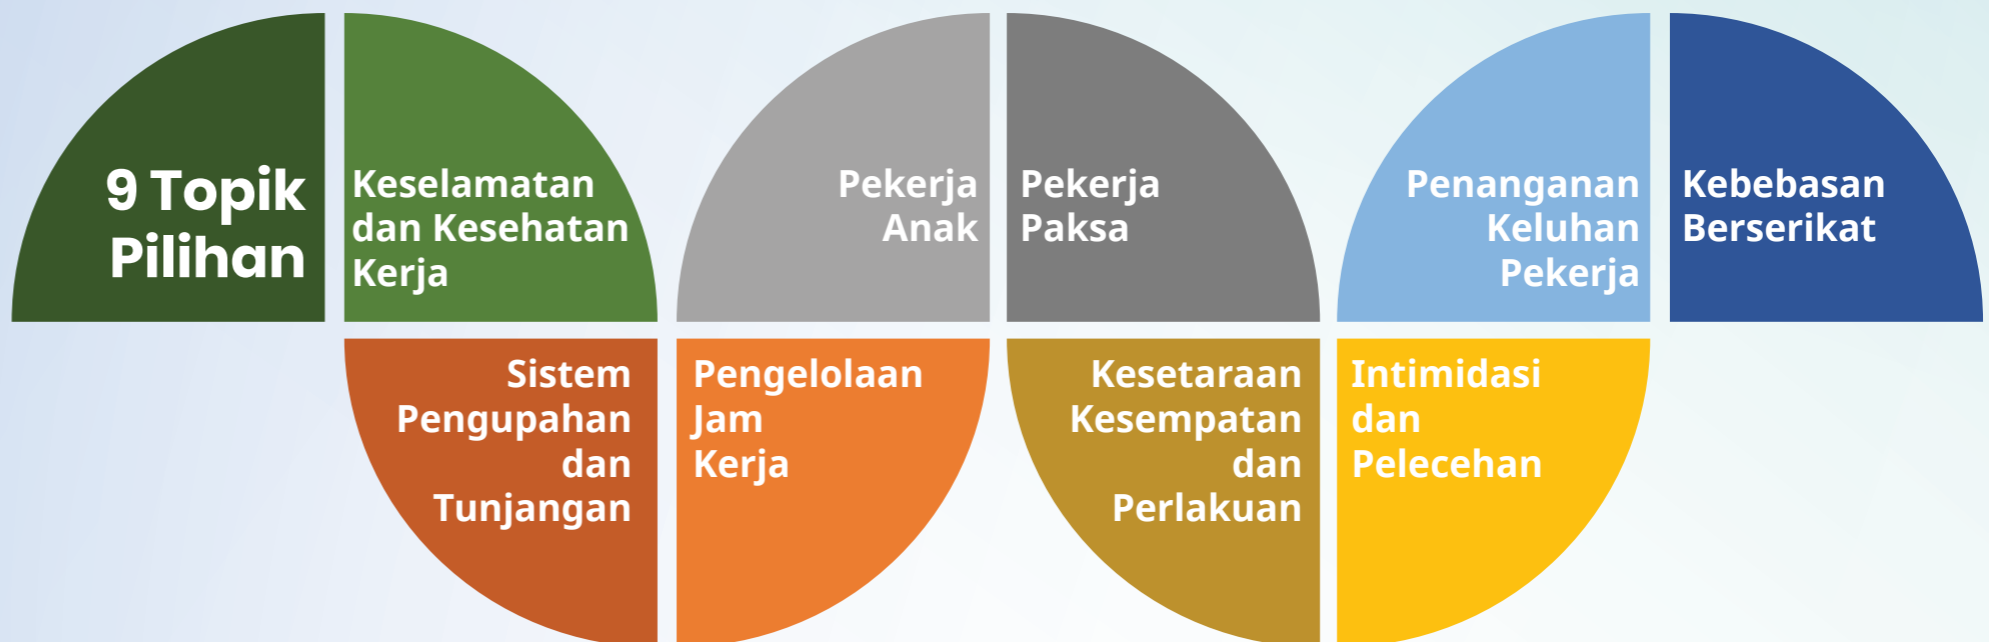 9 Topik
Pilihan
Keselamatan
dan Kesehatan
Kerja
Pekerja
Anak
Pekerja
Paksa
Penanganan
Keluhan
Pekerja
Kebebasan
Berserikat
Sistem
Pengupahan
dan
Tunjangan
Pengelolaan
Jam
Kerja
Kesetaraan
Kesempatan
dan
Perlakuan
Intimidasi
dan
Pelecehan